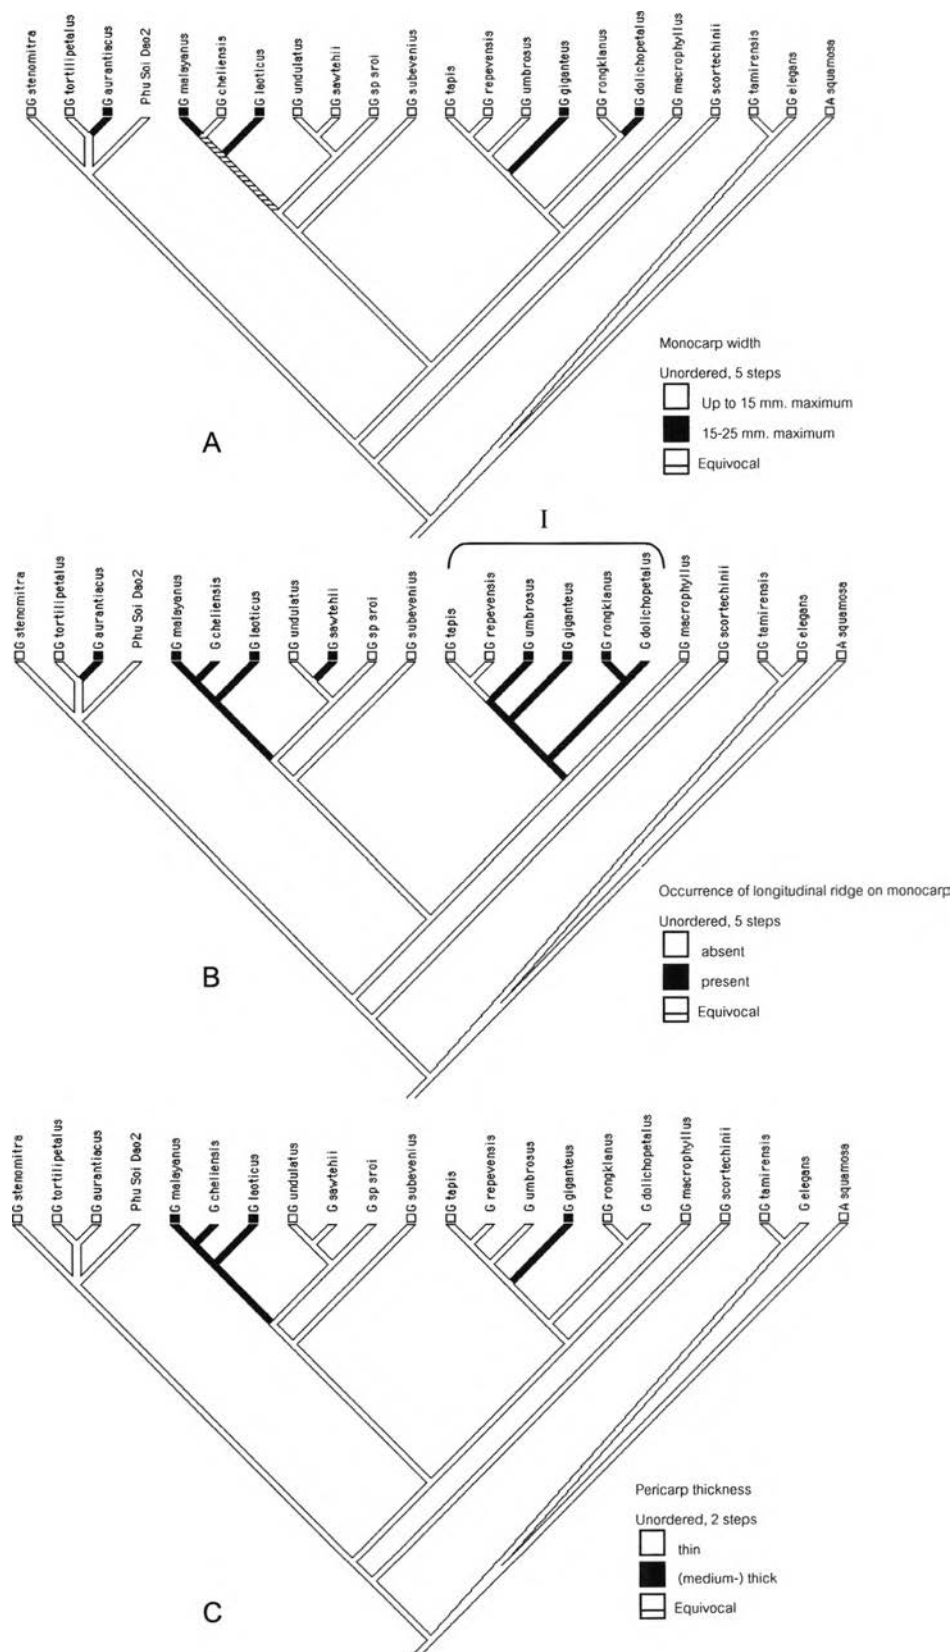 G stenomitra
G tortilipetalus
G aurantiacus
Phu Soi Dao2
G malayanus
G cheliensis
G laoticus
G undulatus
G sawtehii
G sp sroi
G subevenius
G tapis
G repevensis
G umbrosus
G giganteus
G rongklanus
G dolichopetalus
G macrophyllus
G scortechinii
G tamirensis
G elegans
A squamosa
Monocarp width
Unordered, 5 steps
Up to 15 mm. maximum
15-25 mm. maximum
Equivocal
A
I
G stenomitra
G tortilipetalus
G aurantiacus
Phu Soi Dao2
G malayanus
G cheliensis
G laoticus
G undulatus
G sawtehii
G sp sroi
G subevenius
G tapis
G repevensis
G umbrosus
G giganteus
G rongklanus
G dolichopetalus
G macrophyllus
G scortechinii
G tamirensis
G elegans
A squamosa
Occurrence of longitudinal ridge on monocarp
Unordered, 5 steps
absent
present
Equivocal
B
G stenomitra
G tortilipetalus
G aurantiacus
Phu Soi Dao2
G malayanus
G cheliensis
G laoticus
G undulatus
G sawtehii
G sp sroi
G subevenius
G tapis
G repevensis
G umbrosus
G giganteus
G rongklanus
G dolichopetalus
G macrophyllus
G scortechinii
G tamirensis
G elegans
A squamosa
Pericarp thickness
Unordered, 2 steps
thin
(medium-) thick
Equivocal
C